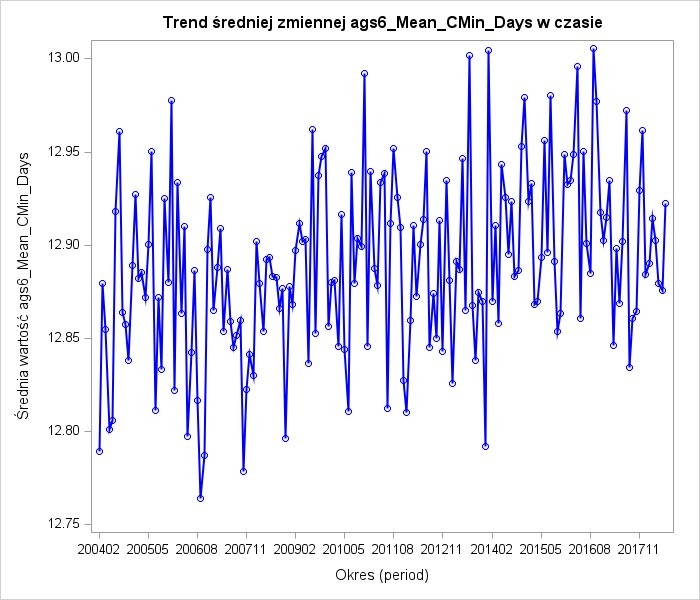 Trend średniej zmiennej ags6_Mean_CMin_Days w czasie
Średnia wartość ags6_Mean_CMin_Days
13.00
12.95
12.90
12.85
12.80
12.75
200402 200505 200608 200711 200902 201005 201108 201211 201402 201505 201608 201711
Okres (period)